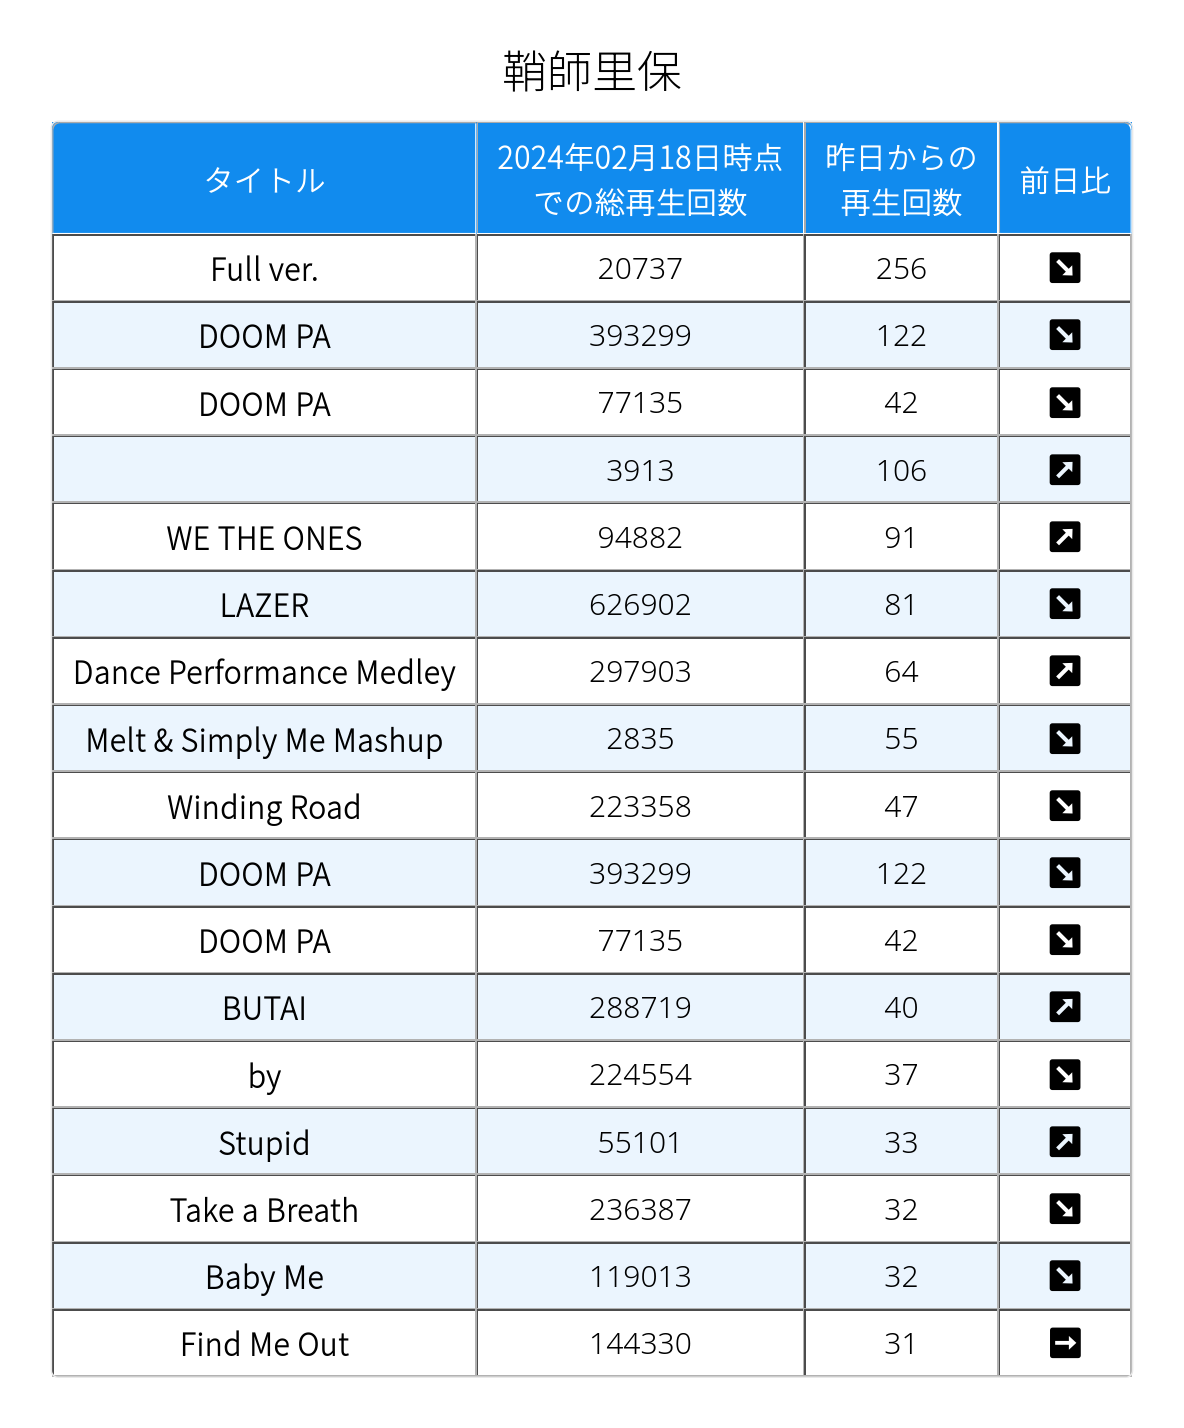 鞘師里保
タイトル 2024年02月18日時点での総再生回数 昨日からの再生回数 前日比
Full ver. 20737 256 ↘
DOOM PA 393299 122 ↘
DOOM PA 77135 42 ↘
3913 106 ↗
WE THE ONES 94882 91 ↗
LAZER 626902 81 ↘
Dance Performance Medley 297903 64 ↗
Melt & Simply Me Mashup 2835 55 ↘
Winding Road 223358 47 ↘
DOOM PA 393299 122 ↘
DOOM PA 77135 42 ↘
BUTAI 288719 40 ↗
by 224554 37 ↘
Stupid 55101 33 ↗
Take a Breath 236387 32 ↘
Baby Me 119013 32 ↘
Find Me Out 144330 31 →